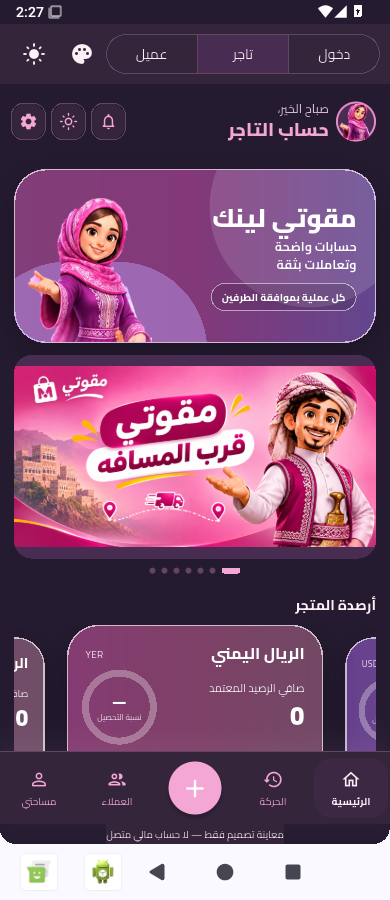 2:27
دخول
تاجر
عميل
صباح الخير،
حساب التاجر
مقوتي لينك
حسابات واضحة
وتعاملات بثقة
كل عملية بموافقة الطرفين
مقوتي
مقوتي
قرب المسافه
أرصدة المتجر
الريال اليمني
YER
صافي الرصيد المعتمد
0
—
نسبة التحصيل
USD
الر
صاف
0
الرئيسية
الحركة
+
العملاء
مساحتي
معاينة تصميم فقط — لا حساب مالي متصل